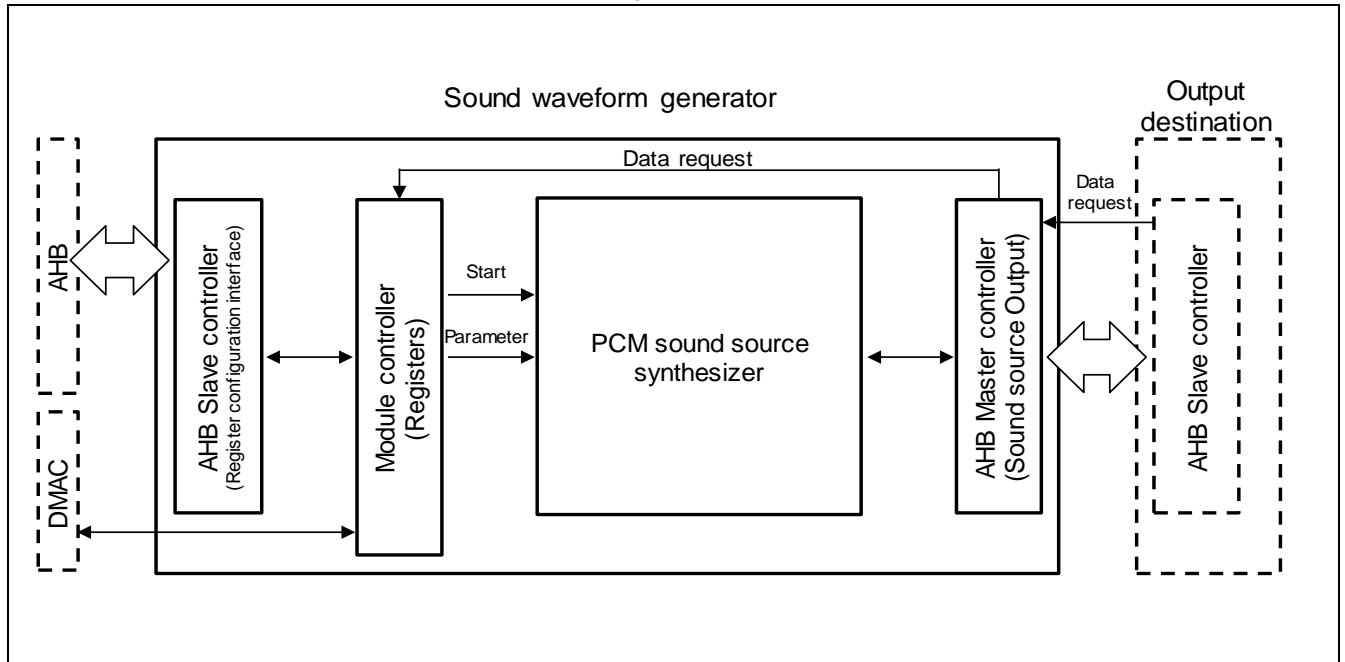 Sound waveform generator
Output
destination
AHB
DMAC
AHB Slave controller
(Register configuration interface)
Module controller
(Registers)
Data request
Start
Parameter
PCM sound source
synthesizer
AHB Master controller
(Sound source Output)
Data
request
AHB Slave controller